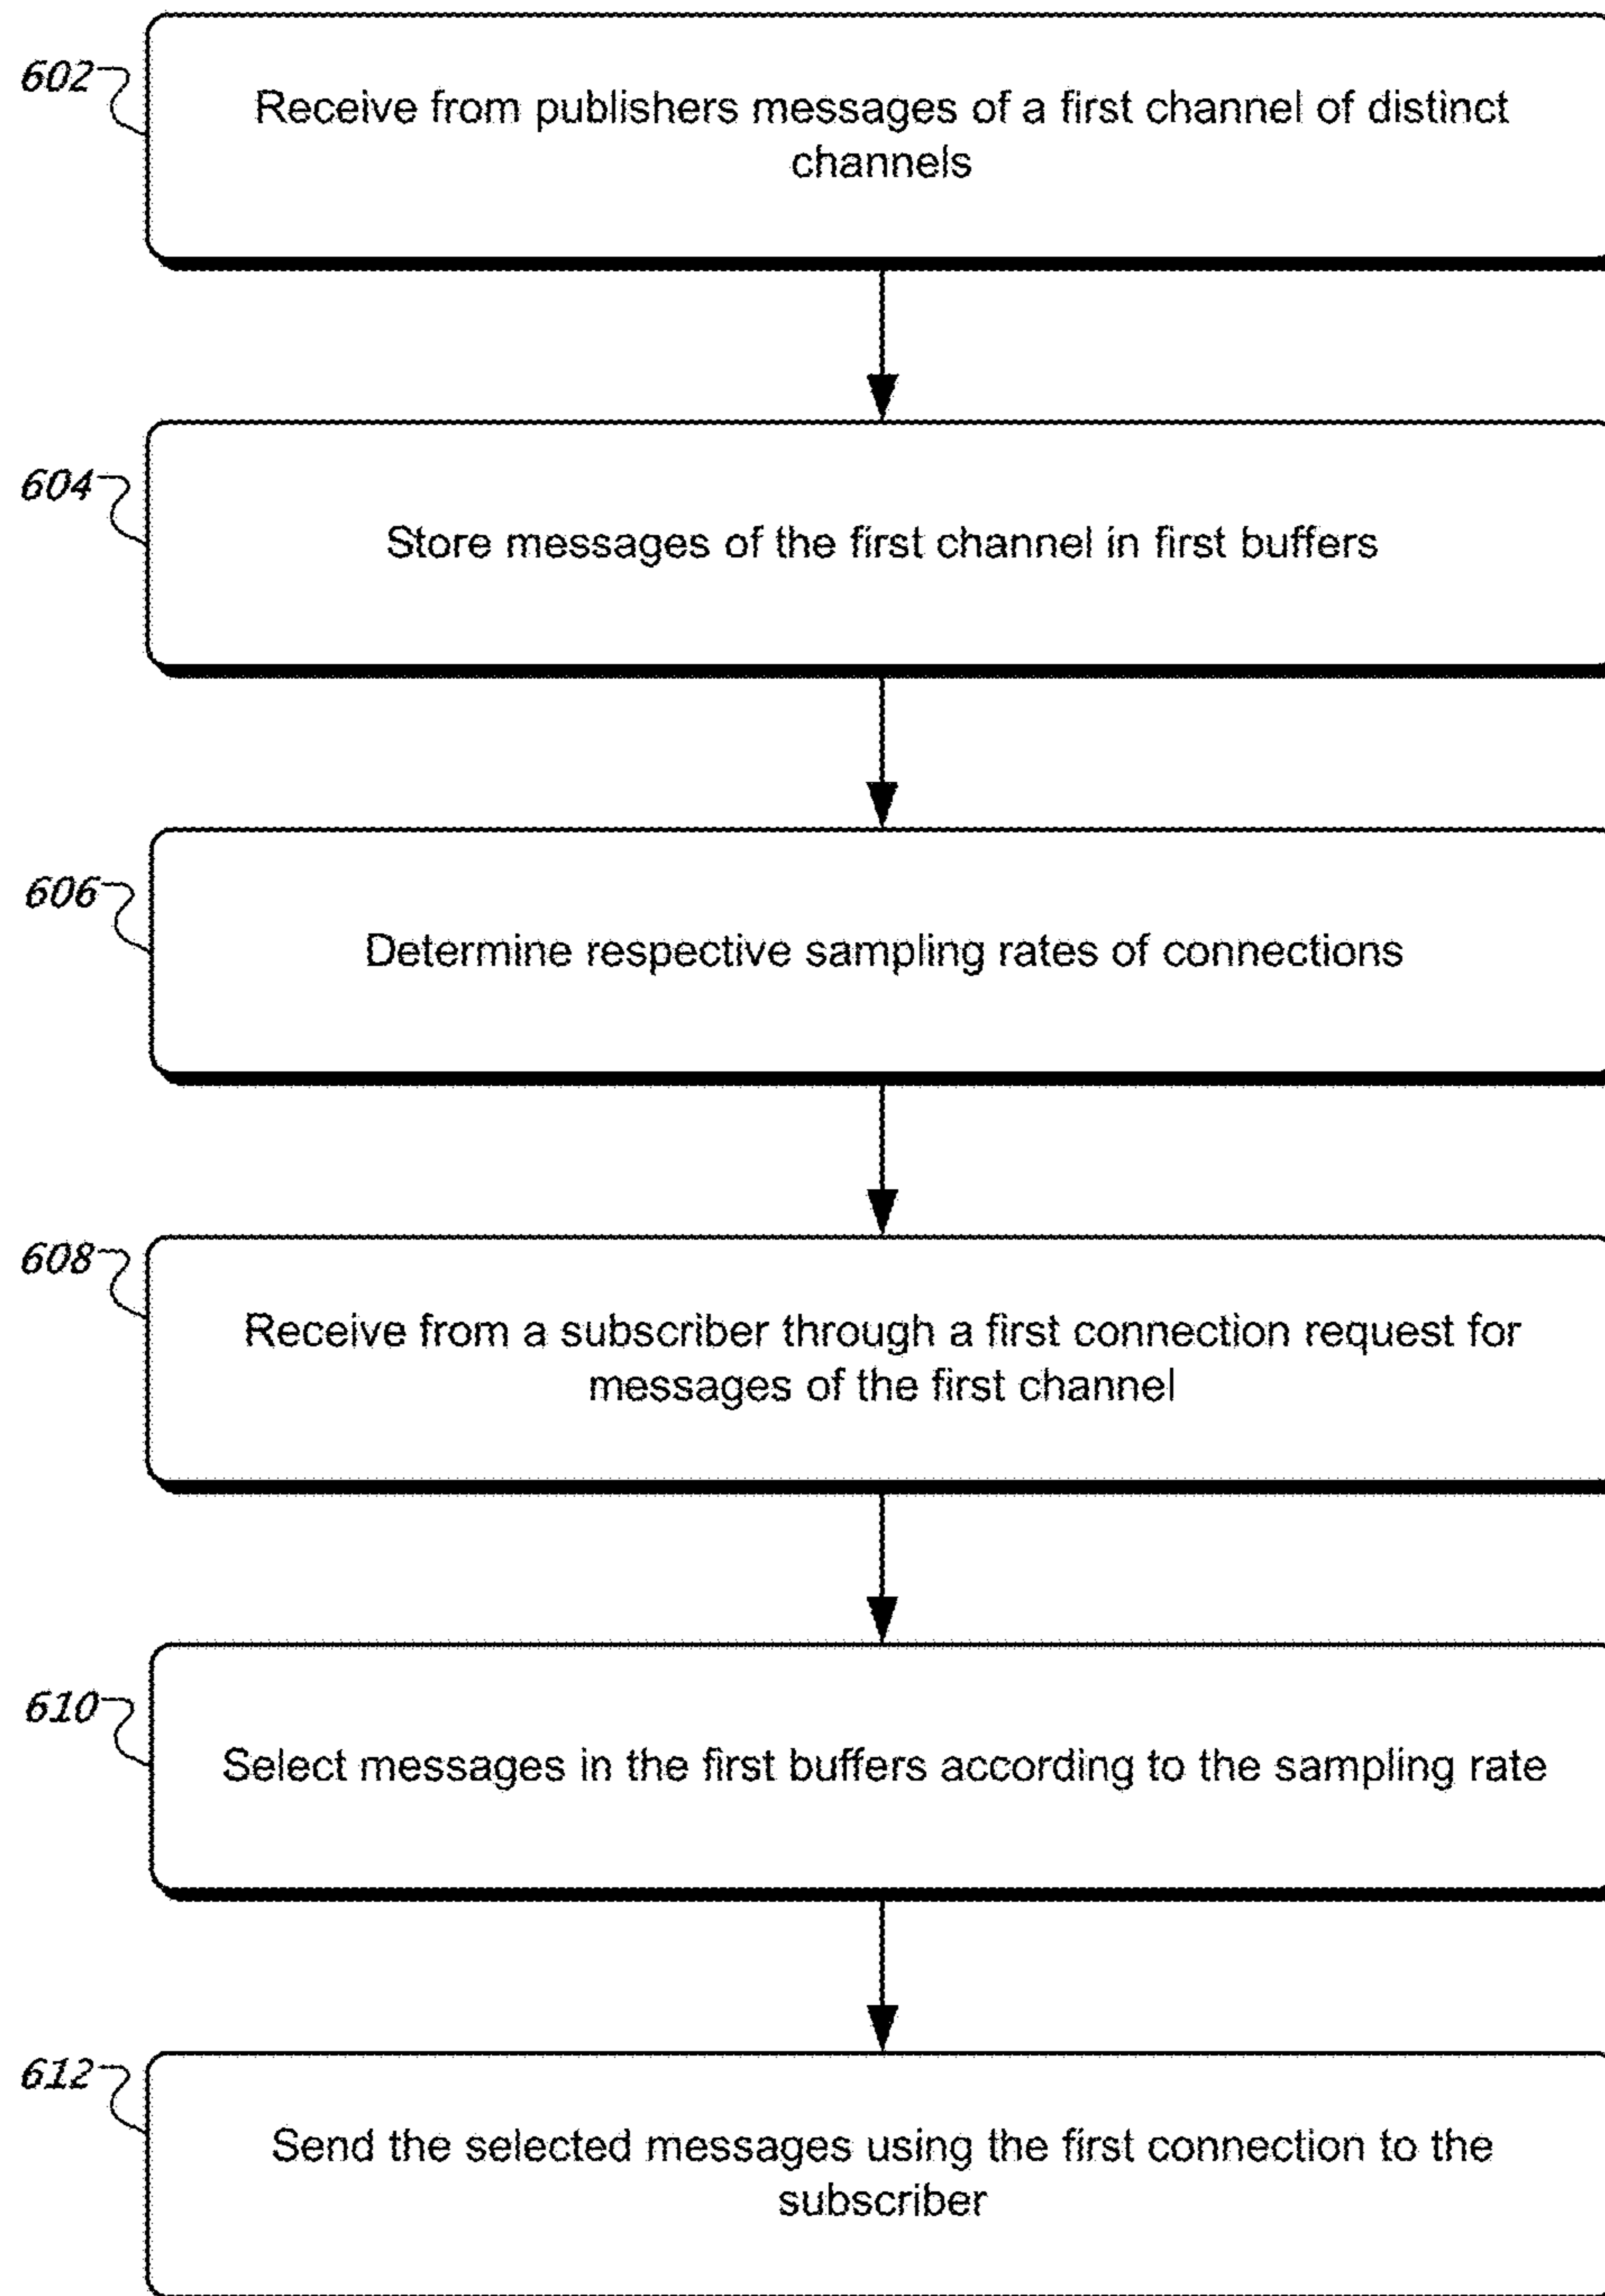 602
Receive from publishers messages of a first channel of distinct
channels
604
Store messages of the first channel in first buffers
606
Determine respective sampling rates of connections
608
Receive from a subscriber through a first connection request for
messages of the first channel
610
Select messages in the first buffers according to the sampling rate
612
Send the selected messages using the first connection to the
subscriber